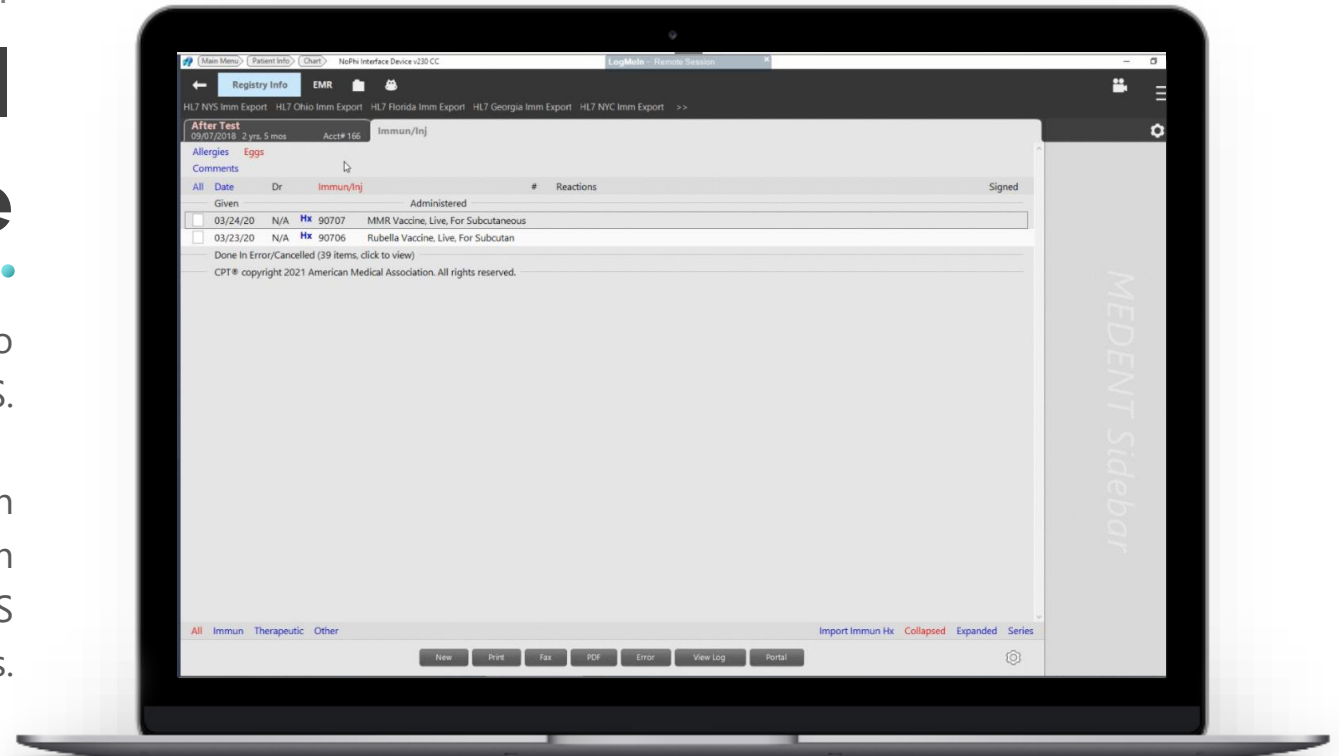 e
S.
S
s.
Main Menu Patient Info Chart NoPhi Interface Device v230 CC LogMeIn - Remote Session ×
Registry Info EMR
HL7 NYS Imm Export HL7 Ohio Imm Export HL7 Florida Imm Export HL7 Georgia Imm Export HL7 NYC Imm Export >>
After Test
09/07/2018 2 yrs. 5 mos Acct# 166 Immun/Inj
Allergies Eggs
Comments
All Date Dr Immun/Inj # Reactions Signed
Given Administered
03/24/20 N/A Hx 90707 MMR Vaccine, Live, For Subcutaneous
03/23/20 N/A Hx 90706 Rubella Vaccine, Live, For Subcutan
Done In Error/Cancelled (39 items, click to view)
CPT® copyright 2021 American Medical Association. All rights reserved.
MEDENT Sidebar
All Immun Therapeutic Other Import Immun Hx Collapsed Expanded Series
New Print Fax PDF Error View Log Portal